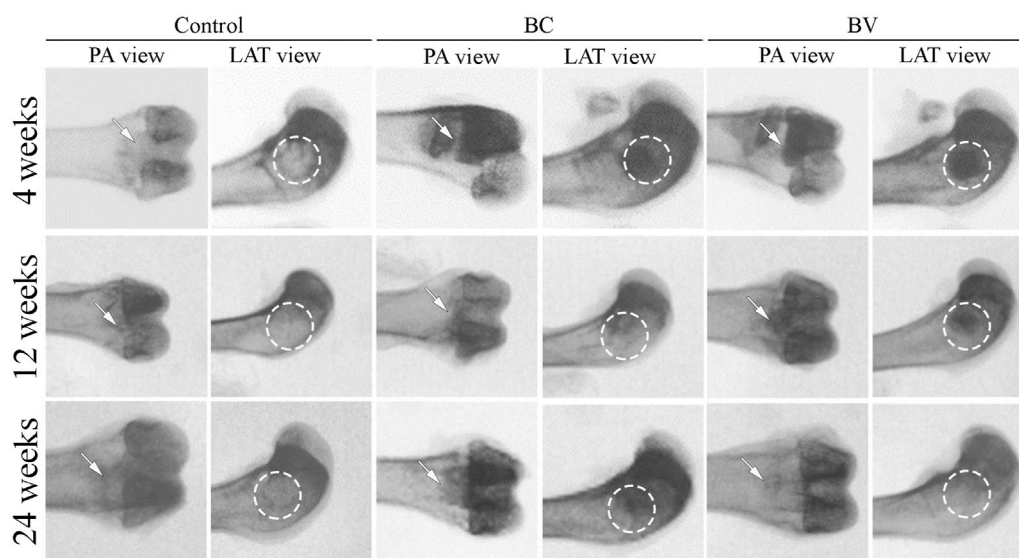 Control BC BV
PA view LAT view PA view LAT view PA view LAT view
4 weeks
12 weeks
24 weeks